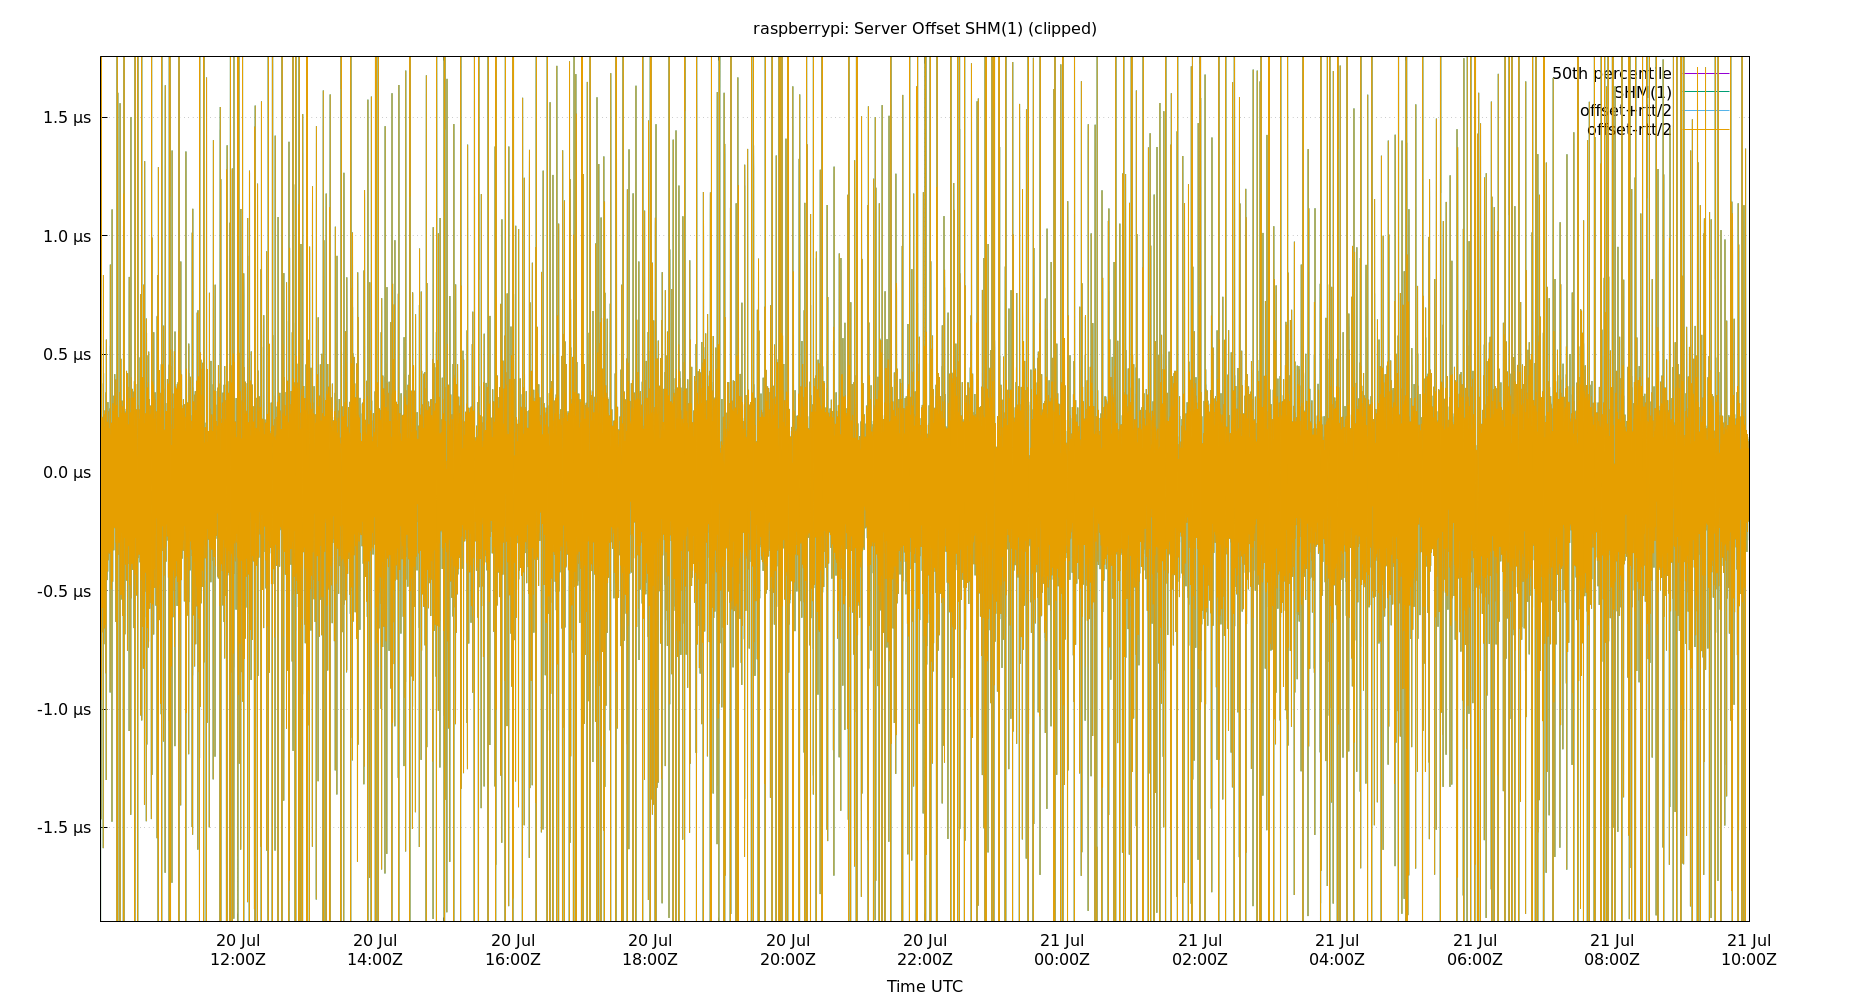 raspberrypi: Server Offset SHM(1) (clipped)
50th percentile
SHM(1)
offset+rtt/2
offset-rtt/2
1.5 µs
1.0 µs
0.5 µs
0.0 µs
-0.5 µs
-1.0 µs
-1.5 µs
20 Jul 20 Jul 20 Jul 20 Jul 20 Jul 20 Jul 21 Jul 21 Jul 21 Jul 21 Jul 21 Jul 21 Jul
12:00Z 14:00Z 16:00Z 18:00Z 20:00Z 22:00Z 00:00Z 02:00Z 04:00Z 06:00Z 08:00Z 10:00Z
Time UTC